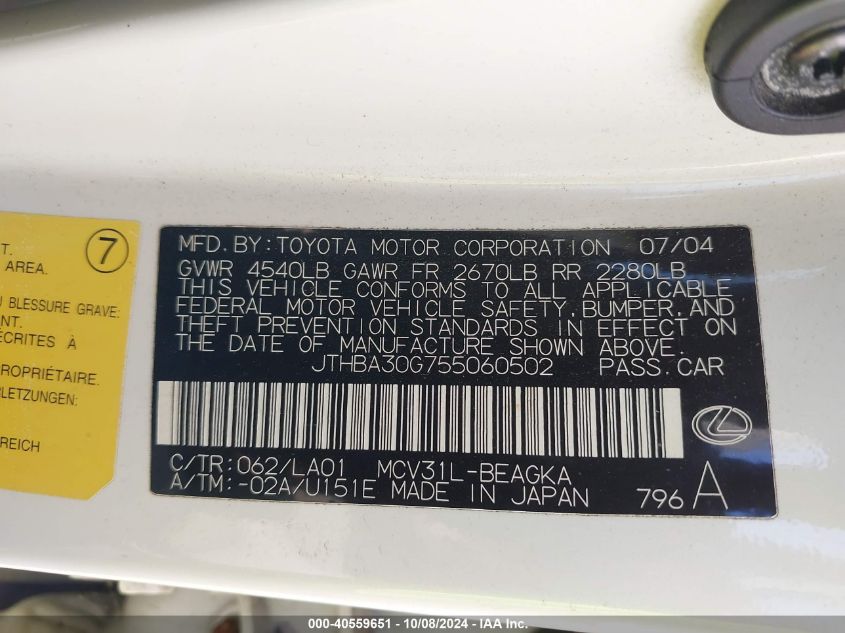 T.
7
AREA.
U BLESSURE GRAVE:
NT.
ÉCRITES À
ROPRIÉTAIRE.
ERLETZUNGEN:
REICH
MFD. BY: TOYOTA MOTOR CORPORATION 07/04
GVWR 4540LB GAWR FR 2670LB RR 2280LB
THIS VEHICLE CONFORMS TO ALL APPLICABLE
FEDERAL MOTOR VEHICLE SAFETY, BUMPER, AND
THEFT PREVENTION STANDARDS IN EFFECT ON
THE DATE OF MANUFACTURE SHOWN ABOVE.
JTHBA30G755060502 PASS. CAR
C/TR: 062/LA01 MCV31L-BEAGKA
A/TM: -02A/U151E MADE IN JAPAN 796 A
000-40559651 - 10/08/2024 - IAA Inc.